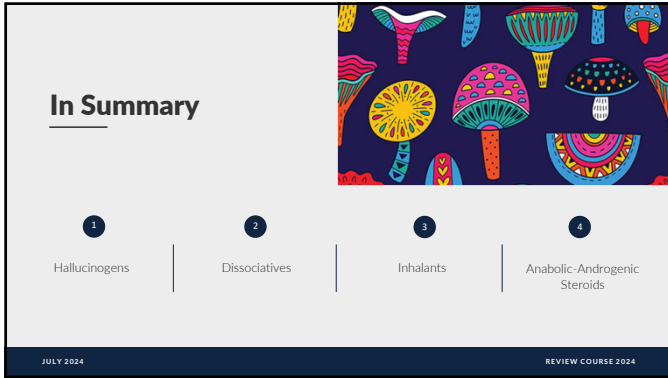 In Summary
1
Hallucinogens
2
Dissociatives
3
Inhalants
4
Anabolic-Androgenic
Steroids
JULY 2024
REVIEW COURSE 2024